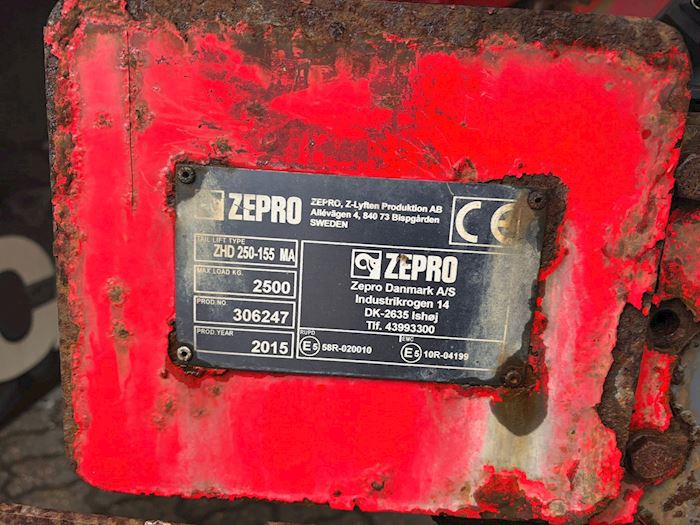 ZEPRO
ZEPRO, Z-Lyften Produktion AB
Allévägen 4, 840 73 Bispgården
SWEDEN
CE
TAIL LIFT TYPE
ZHD 250-155 MA
MAX LOAD KG.
2500
PROD.NO.
306247
PROD.YEAR
2015
ZEPRO
Zepro Danmark A/S
Industrikrogen 14
DK-2635 Ishøj
Tlf. 43993300
RUPD
E5 58R-020010
EMC
E5 10R-04199